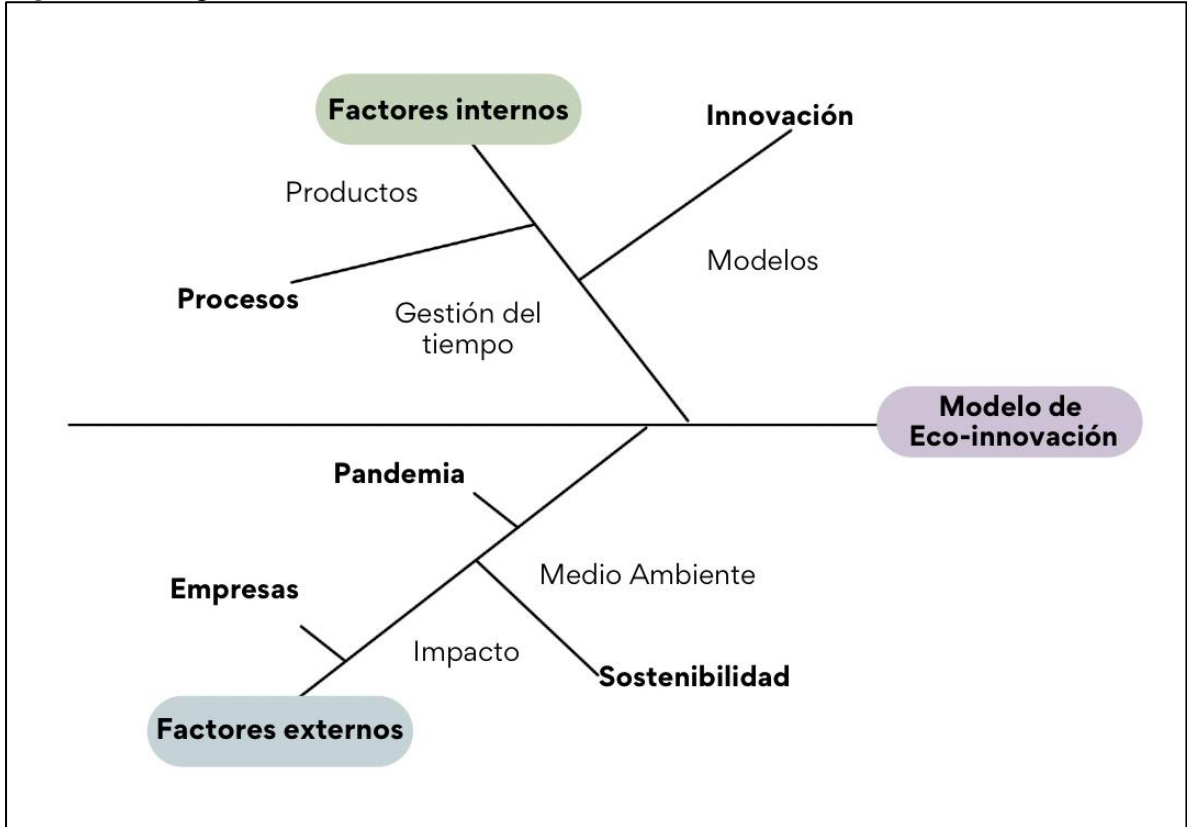 Factores internos
Innovación
Productos
Modelos
Procesos
Gestión del
tiempo
Modelo de
Eco-innovación
Pandemia
Medio Ambiente
Empresas
Impacto
Sostenibilidad
Factores externos